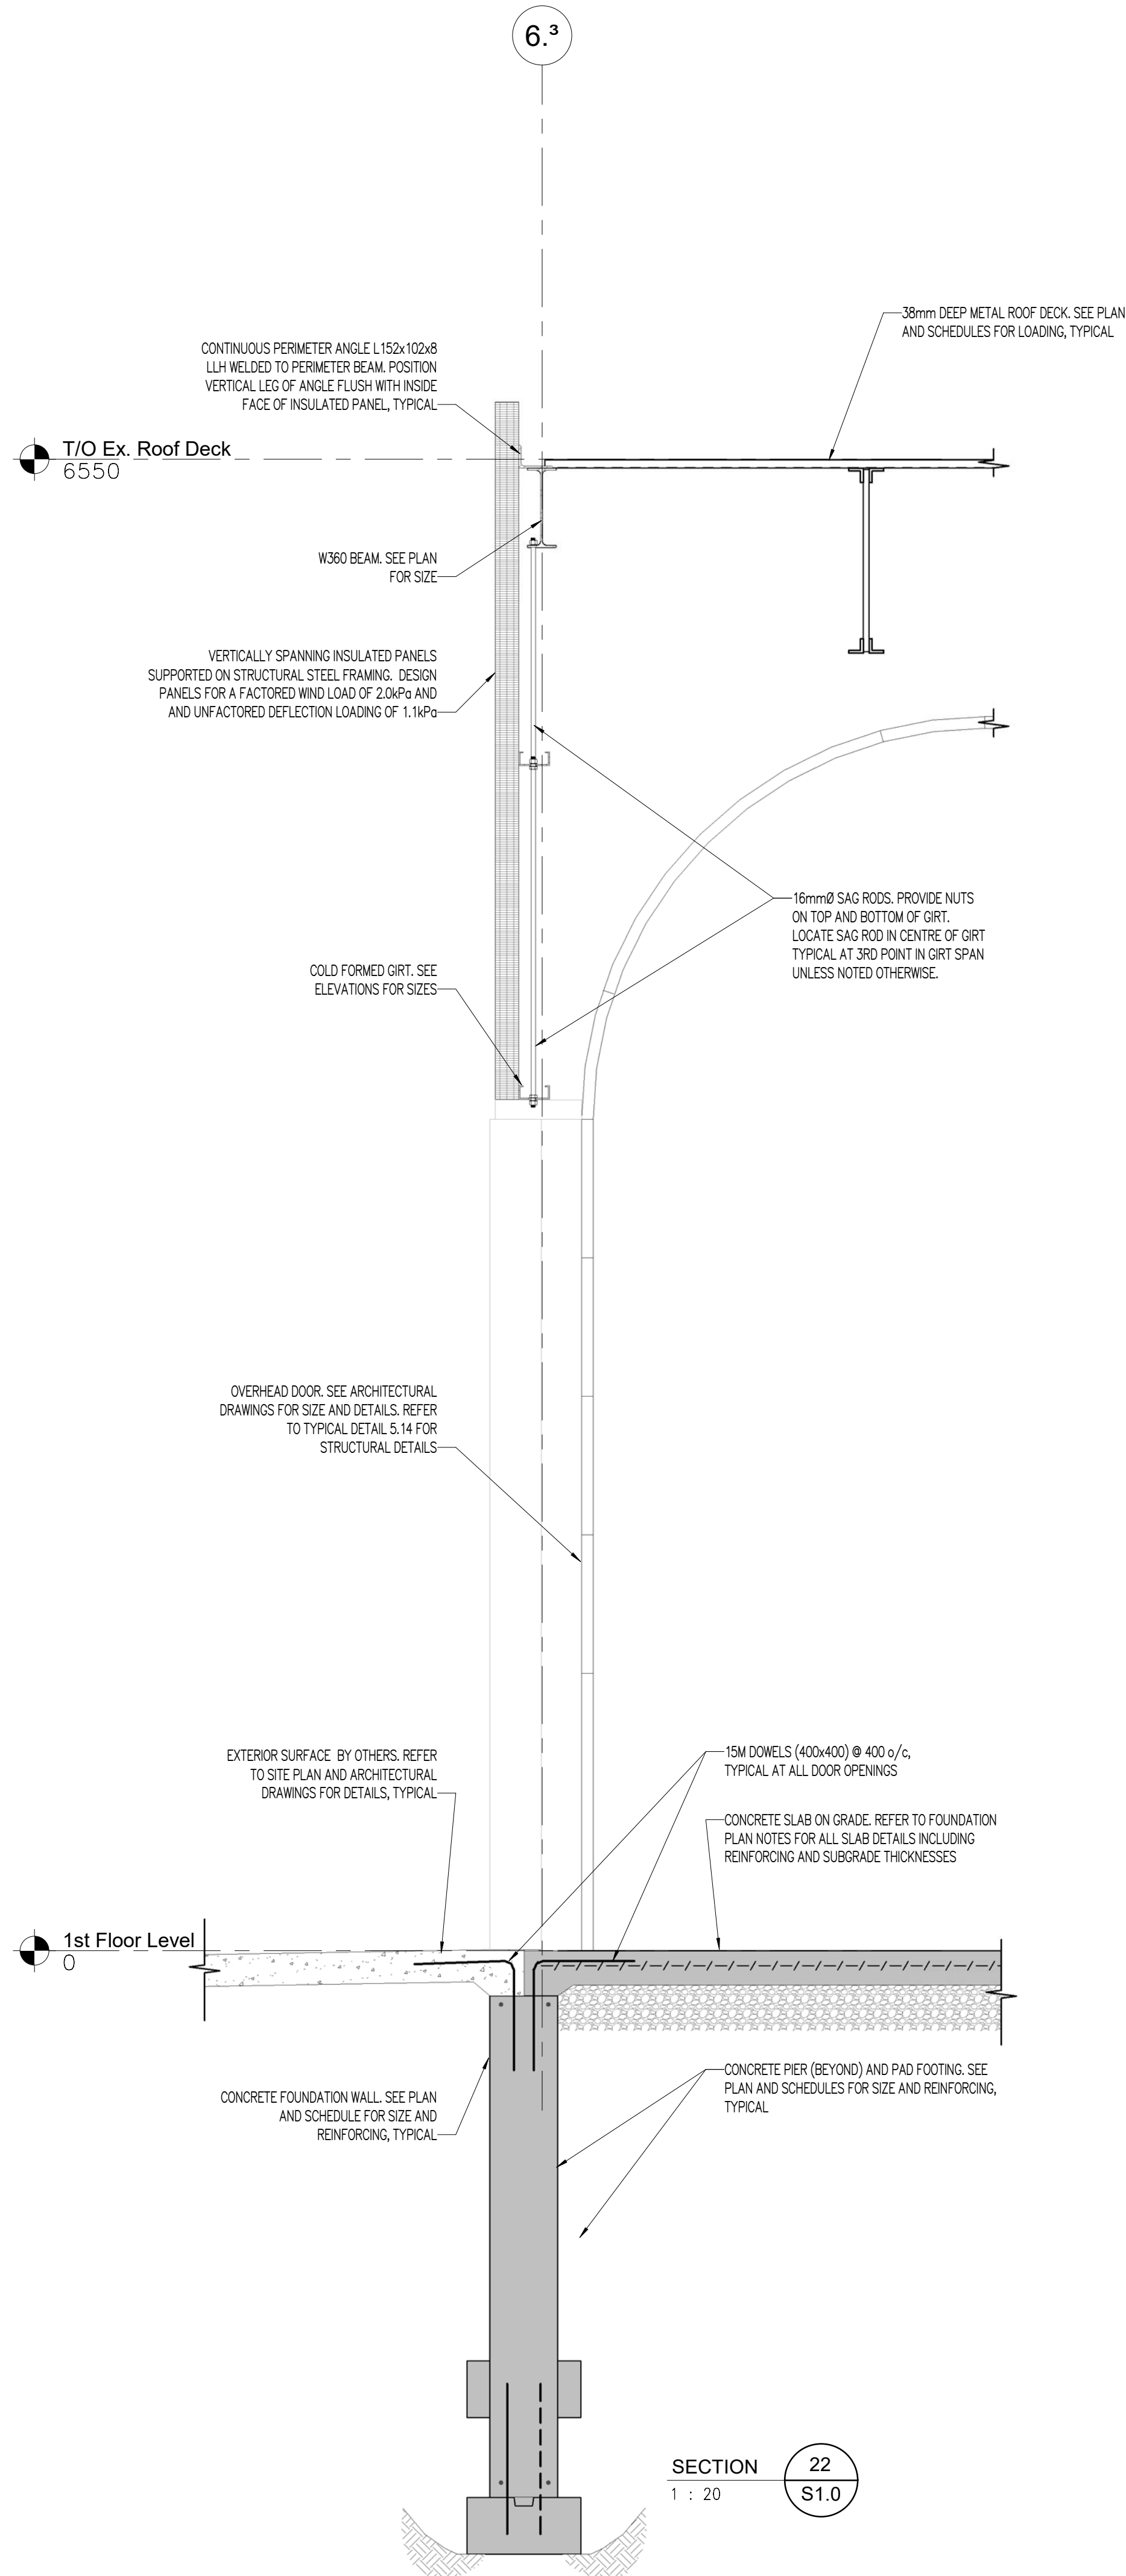 6.³
38mm DEEP METAL ROOF DECK. SEE PLAN
AND SCHEDULES FOR LOADING, TYPICAL
CONTINUOUS PERIMETER ANGLE L152x102x8
LLH WELDED TO PERIMETER BEAM. POSITION
VERTICAL LEG OF ANGLE FLUSH WITH INSIDE
FACE OF INSULATED PANEL, TYPICAL
T/O Ex. Roof Deck
6550
W360 BEAM. SEE PLAN
FOR SIZE
VERTICALLY SPANNING INSULATED PANELS
SUPPORTED ON STRUCTURAL STEEL FRAMING. DESIGN
PANELS FOR A FACTORED WIND LOAD OF 2.0kPa AND
AND UNFACTORED DEFLECTION LOADING OF 1.1kPa
16mmØ SAG RODS. PROVIDE NUTS
ON TOP AND BOTTOM OF GIRT.
LOCATE SAG ROD IN CENTRE OF GIRT
TYPICAL AT 3RD POINT IN GIRT SPAN
UNLESS NOTED OTHERWISE.
COLD FORMED GIRT. SEE
ELEVATIONS FOR SIZES
OVERHEAD DOOR. SEE ARCHITECTURAL
DRAWINGS FOR SIZE AND DETAILS. REFER
TO TYPICAL DETAIL 5.14 FOR
STRUCTURAL DETAILS
EXTERIOR SURFACE BY OTHERS. REFER
TO SITE PLAN AND ARCHITECTURAL
DRAWINGS FOR DETAILS, TYPICAL
15M DOWELS (400x400) @ 400 o/c,
TYPICAL AT ALL DOOR OPENINGS
CONCRETE SLAB ON GRADE. REFER TO FOUNDATION
PLAN NOTES FOR ALL SLAB DETAILS INCLUDING
REINFORCING AND SUBGRADE THICKNESSES
1st Floor Level
0
CONCRETE FOUNDATION WALL. SEE PLAN
AND SCHEDULE FOR SIZE AND
REINFORCING, TYPICAL
CONCRETE PIER (BEYOND) AND PAD FOOTING. SEE
PLAN AND SCHEDULES FOR SIZE AND REINFORCING,
TYPICAL
SECTION
1 : 20
22
S1.0